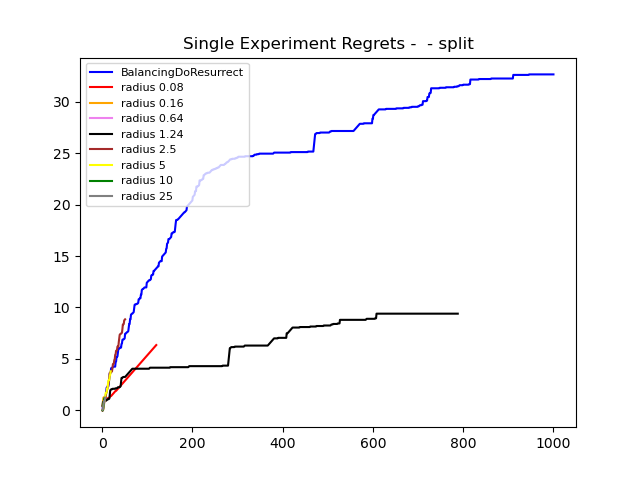 Single Experiment Regrets -  - split
BalancingDoResurrect
radius 0.08
radius 0.16
radius 0.64
radius 1.24
radius 2.5
radius 5
radius 10
radius 25
30
25
20
15
10
5
0
0 200 400 600 800 1000